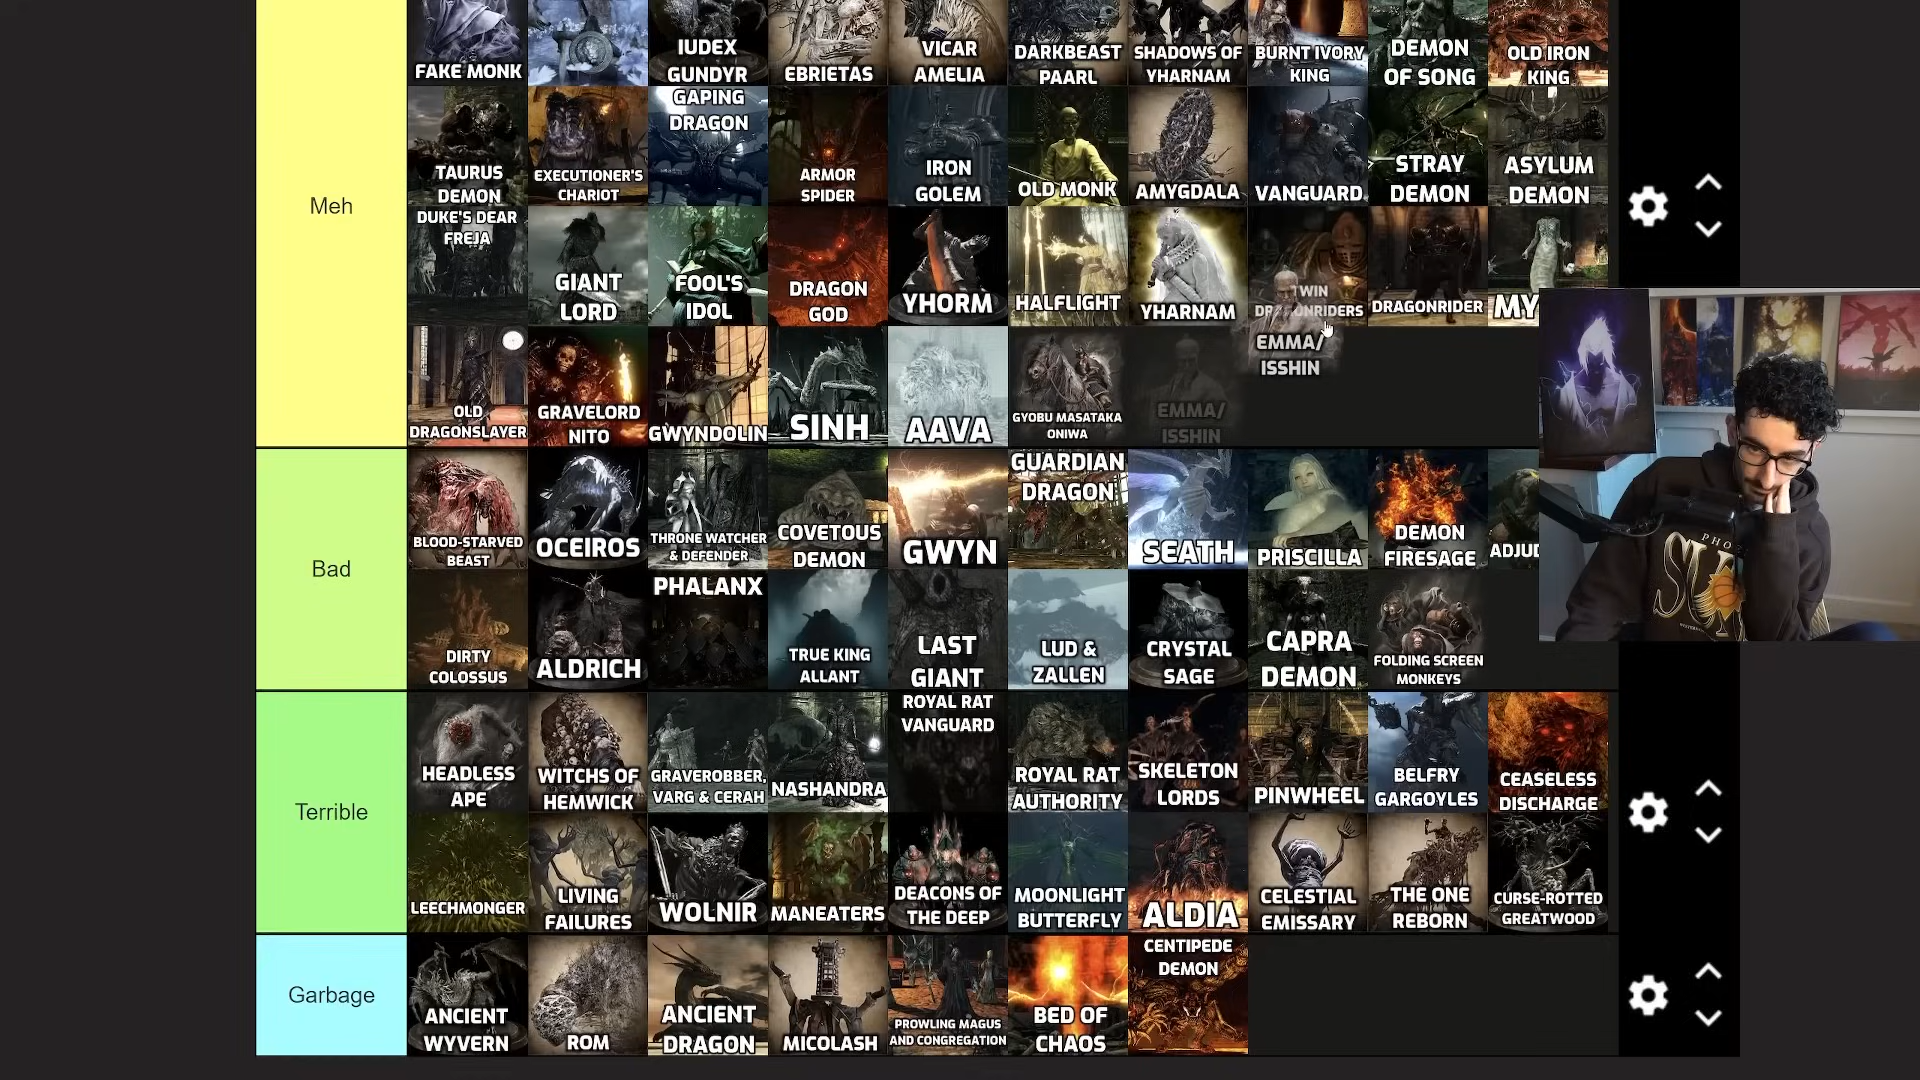 Meh
FAKE MONK
IUDEX
GUNDYR
EBRIETAS
VICAR
AMELIA
DARKBEAST
PAARL
SHADOWS OF
YHARNAM
BURNT IVORY
KING
DEMON
OF SONG
OLD IRON
KING
TAURUS
DEMON
EXECUTIONER'S
CHARIOT
GAPING
DRAGON
ARMOR
SPIDER
IRON
GOLEM
OLD MONK
AMYGDALA
VANGUARD
STRAY
DEMON
ASYLUM
DEMON
DUKE'S DEAR
FREJA
GIANT
LORD
FOOL'S
IDOL
DRAGON
GOD
YHORM
HALFLIGHT
YHARNAM
TWIN
DRAGONRIDERS
DRAGONRIDER
MY
OLD
DRAGONSLAYER
GRAVELORD
NITO
GWYNDOLIN
SINH
AAVA
GYOBU MASATAKA
ONIWA
EMMA/
ISSHIN
EMMA/
ISSHIN
Bad
BLOOD-STARVED
BEAST
OCEIROS
THRONE WATCHER
& DEFENDER
COVETOUS
DEMON
GWYN
GUARDIAN
DRAGON
SEATH
PRISCILLA
DEMON
FIRESAGE
ADJUD
DIRTY
COLOSSUS
ALDRICH
PHALANX
TRUE KING
ALLANT
LAST
GIANT
LUD &
ZALLEN
CRYSTAL
SAGE
CAPRA
DEMON
FOLDING SCREEN
MONKEYS
PHO
SU
Terrible
HEADLESS
APE
WITCHS OF
HEMWICK
GRAVEROBBER,
VARG & CERAH
NASHANDRA
ROYAL RAT
VANGUARD
ROYAL RAT
AUTHORITY
SKELETON
LORDS
PINWHEEL
BELFRY
GARGOYLES
CEASELESS
DISCHARGE
LEECHMONGER
LIVING
FAILURES
WOLNIR
MANEATERS
DEACONS OF
THE DEEP
MOONLIGHT
BUTTERFLY
ALDIA
CELESTIAL
EMISSARY
THE ONE
REBORN
CURSE-ROTTED
GREATWOOD
Garbage
ANCIENT
WYVERN
ROM
ANCIENT
DRAGON
MICOLASH
PROWLING MAGUS
AND CONGREGATION
BED OF
CHAOS
CENTIPEDE
DEMON